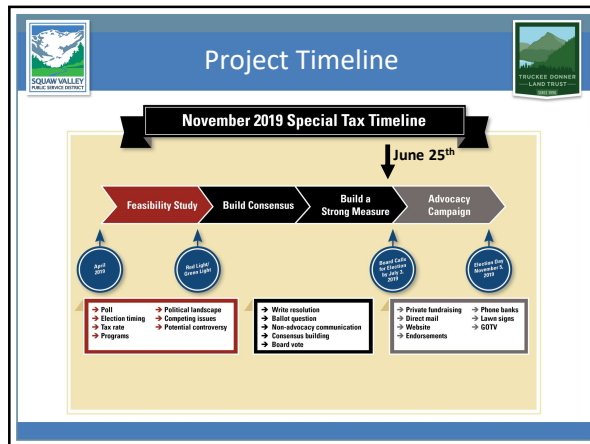 Project Timeline
SQUAW VALLEY
PUBLIC SERVICE DISTRICT
TRUCKEE DONNER
LAND TRUST
SINCE 1990
November 2019 Special Tax Timeline
June 25th
Feasibility Study
Build Consensus
Build a
Strong Measure
Advocacy
Campaign
April
2019
Red Light/
Green Light
Board Calls
for Election
by July 3,
2019
Election Day
November 5,
2019
→ Poll
→ Election timing
→ Tax rate
→ Programs
→ Political landscape
→ Competing issues
→ Potential controversy
→ Write resolution
→ Ballot question
→ Non-advocacy communication
→ Consensus building
→ Board vote
→ Private fundraising
→ Direct mail
→ Website
→ Endorsements
→ Phone banks
→ Lawn signs
→ GOTV